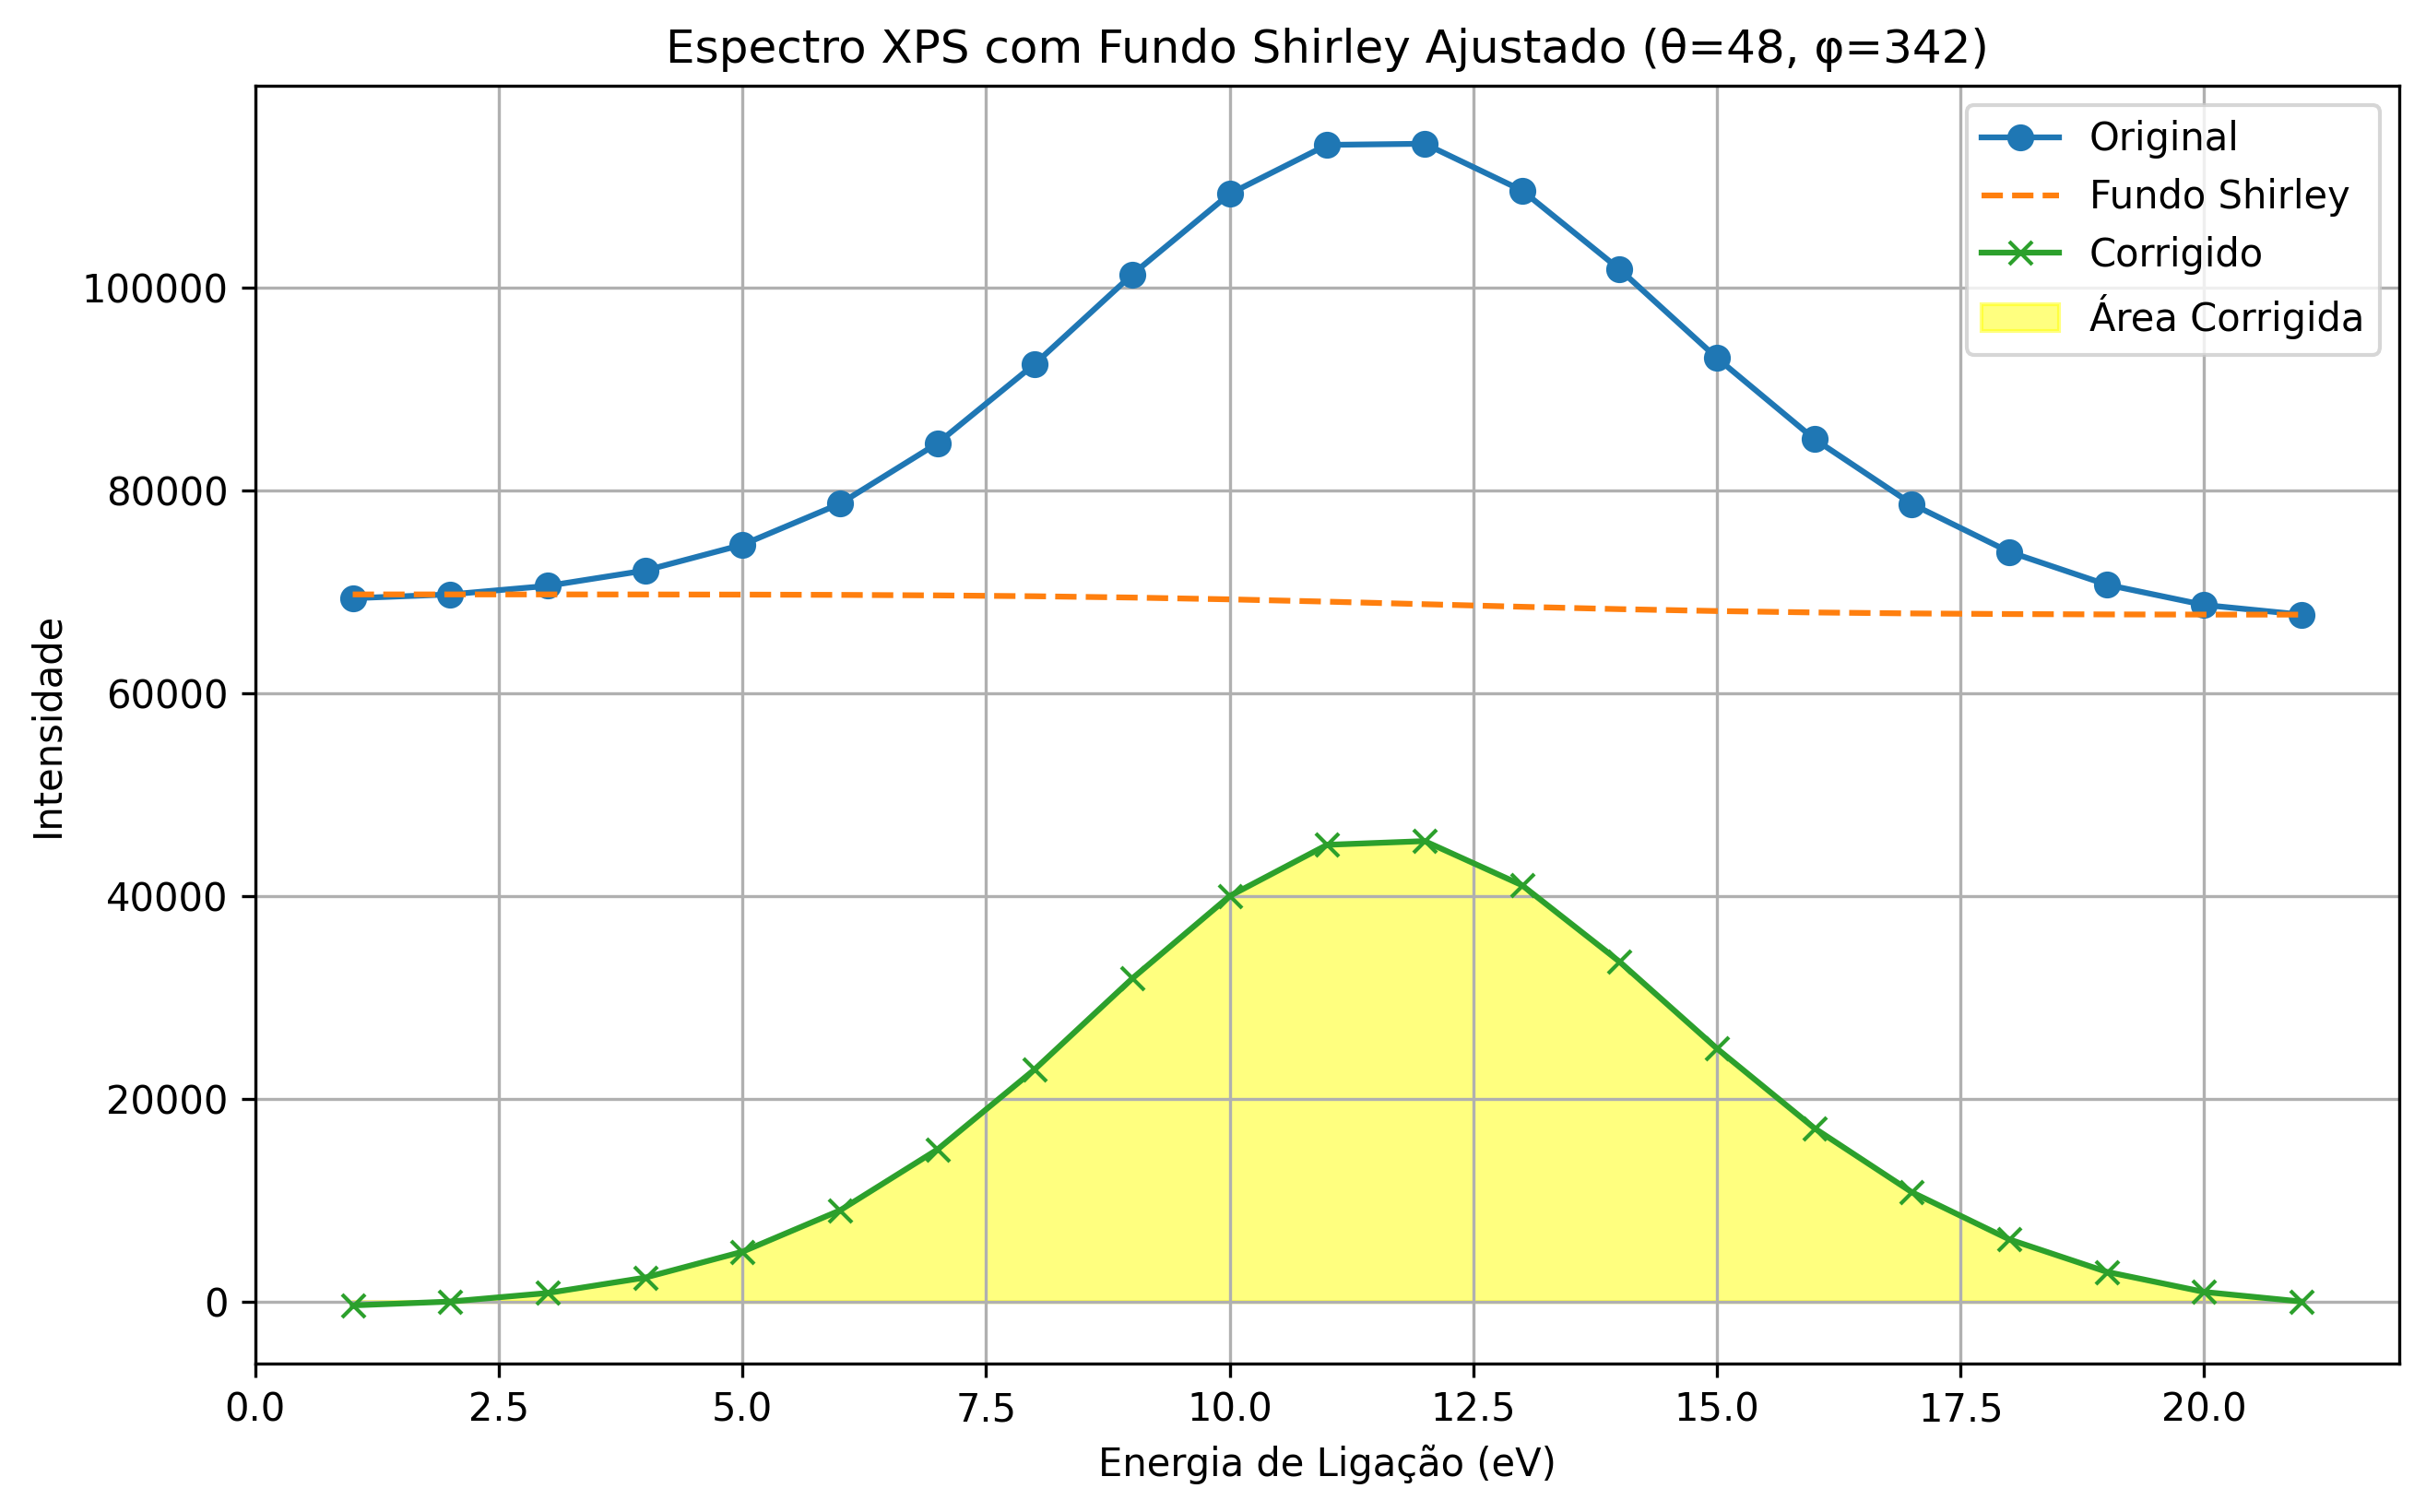 Espectro XPS com Fundo Shirley Ajustado (θ=48, φ=342)
Original
Fundo Shirley
Corrigido
Área Corrigida
Intensidade
100000
80000
60000
40000
20000
0
0.0 2.5 5.0 7.5 10.0 12.5 15.0 17.5 20.0
Energia de Ligação (eV)